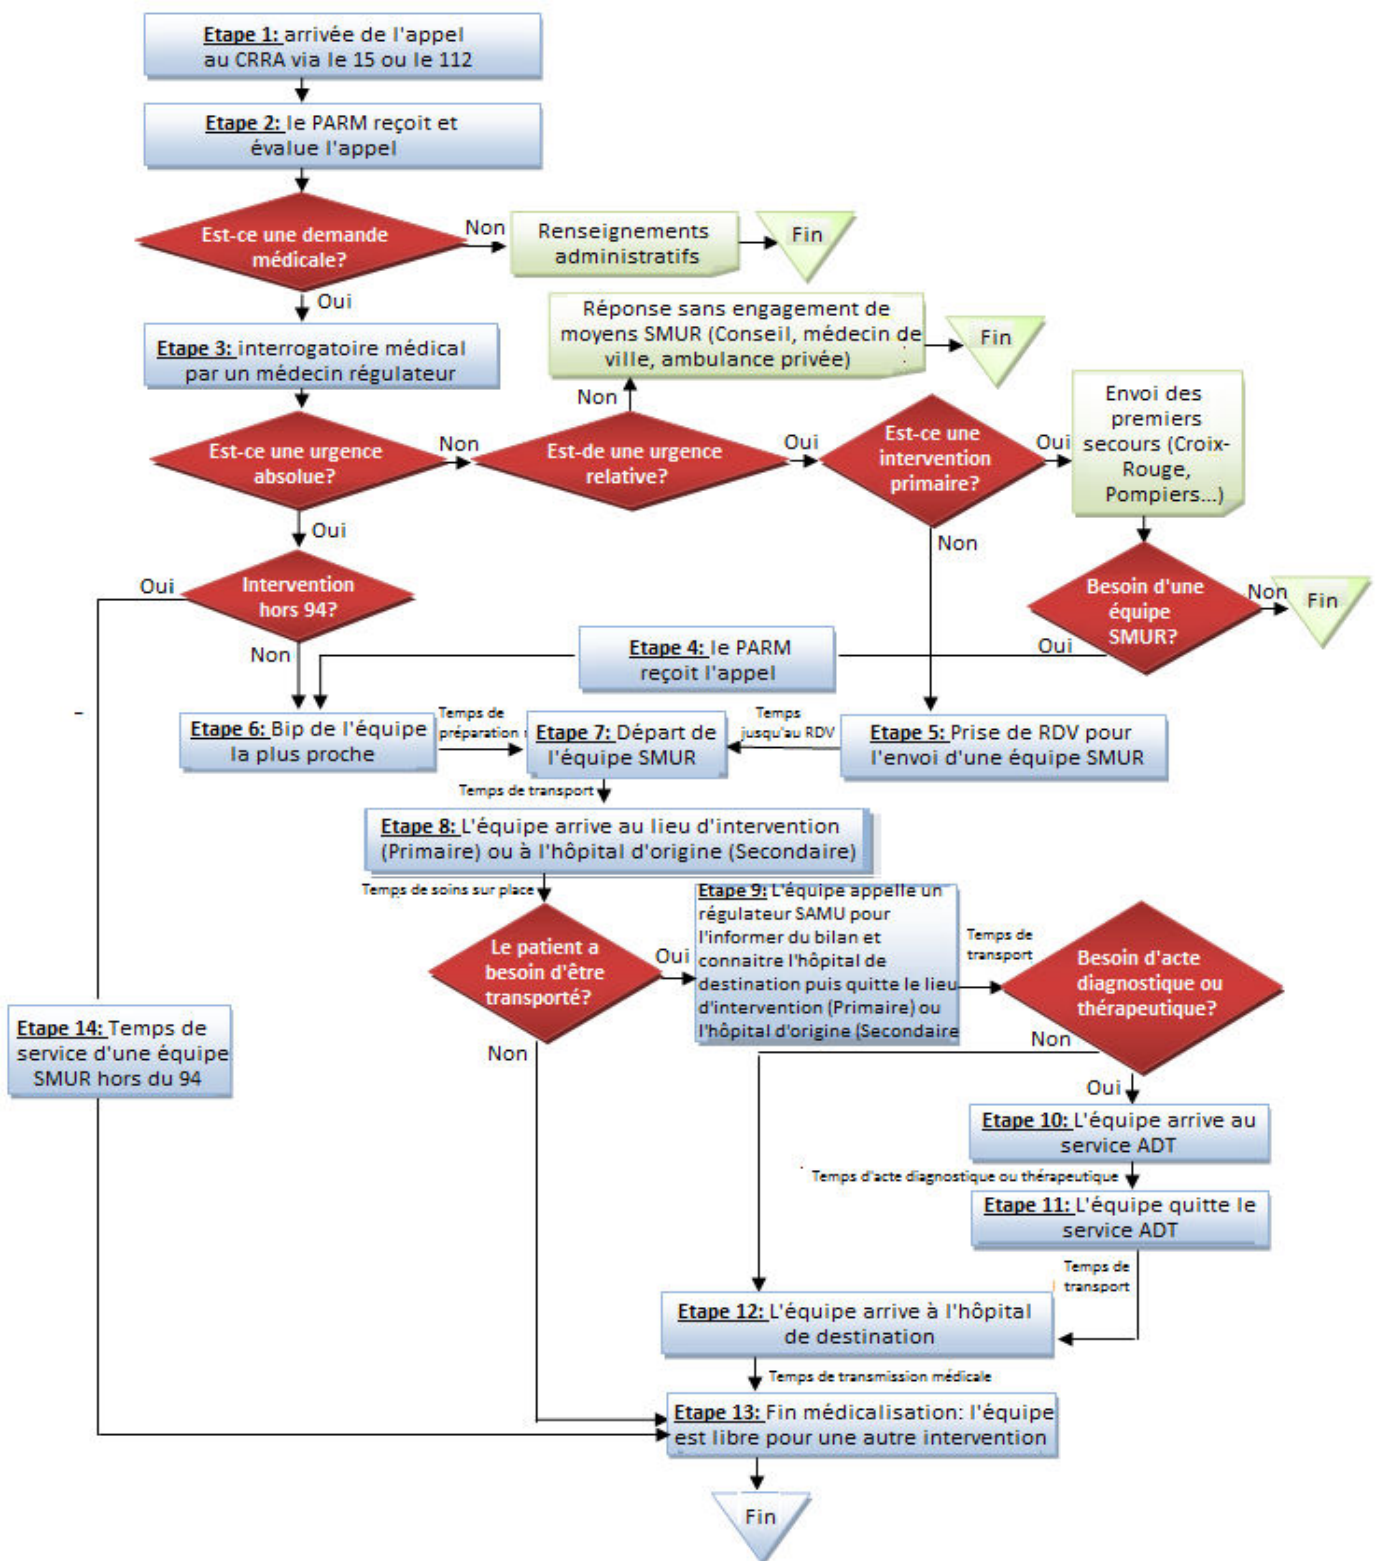 Etape 1: arrivée de l'appel
au CRRA via le 15 ou le 112
Etape 2: le PARM reçoit et
évalue l'appel
Est-ce une demande
médicale?
Non
Renseignements
administratifs
Fin
Oui
Réponse sans engagement de
moyens SMUR (Conseil, médecin de
ville, ambulance privée)
Fin
Etape 3: interrogatoire médical
par un médecin régulateur
Non
Envoi des
premiers
secours (Croix-
Rouge,
Pompiers...)
Est-ce une urgence
absolue?
Non
Est-de une urgence
relative?
Oui
Est-ce une
intervention
primaire?
Oui
Oui
Non
Oui
Intervention
hors 94?
Besoin d'une
équipe
SMUR?
Non
Fin
Non
Etape 4: le PARM
reçoit l'appel
Oui
Etape 6: Bip de l'équipe
la plus proche
Temps de
préparation
Etape 7: Départ de
l'équipe SMUR
Temps
jusqu'au RDV
Etape 5: Prise de RDV pour
l'envoi d'une équipe SMUR
Temps de transport
Etape 8: L'équipe arrive au lieu d'intervention
(Primaire) ou à l'hôpital d'origine (Secondaire)
Temps de soins sur place
Le patient a
besoin d'être
transporté?
Oui
Etape 9: L'équipe appelle un
régulateur SAMU pour
l'informer du bilan et
connaitre l'hôpital de
destination puis quitte le lieu
d'intervention (Primaire) ou
l'hôpital d'origine (Secondaire
Temps de
transport
Besoin d'acte
diagnostique ou
thérapeutique?
Etape 14: Temps de
service d'une équipe
SMUR hors du 94
Non
Non
Oui
Etape 10: L'équipe arrive au
service ADT
Temps d'acte diagnostique ou thérapeutique
Etape 11: L'équipe quitte le
service ADT
Temps de
transport
Etape 12: L'équipe arrive à l'hôpital
de destination
Temps de transmission médicale
Etape 13: Fin médicalisation: l'équipe
est libre pour une autre intervention
Fin